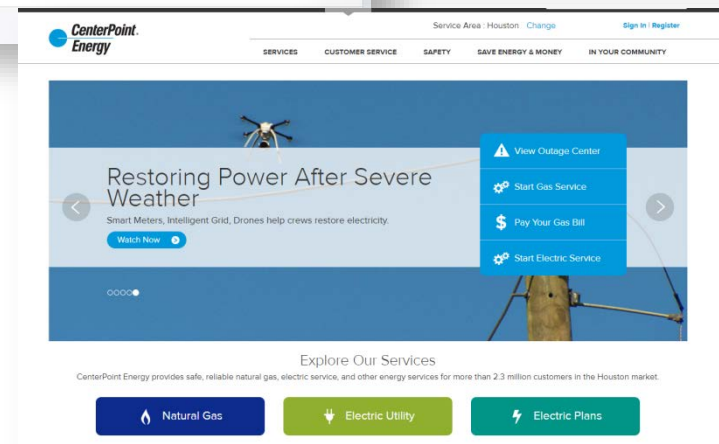 CenterPoint.
Energy
Service Area : Houston Change
Sign In | Register
SERVICES CUSTOMER SERVICE SAFETY SAVE ENERGY & MONEY IN YOUR COMMUNITY
Restoring Power After Severe
Weather
Smart Meters, Intelligent Grid, Drones help crews restore electricity.
Watch Now
View Outage Center
Start Gas Service
$ Pay Your Gas Bill
Start Electric Service
Explore Our Services
CenterPoint Energy provides safe, reliable natural gas, electric service, and other energy services for more than 2.3 million customers in the Houston market.
Natural Gas
Electric Utility
Electric Plans